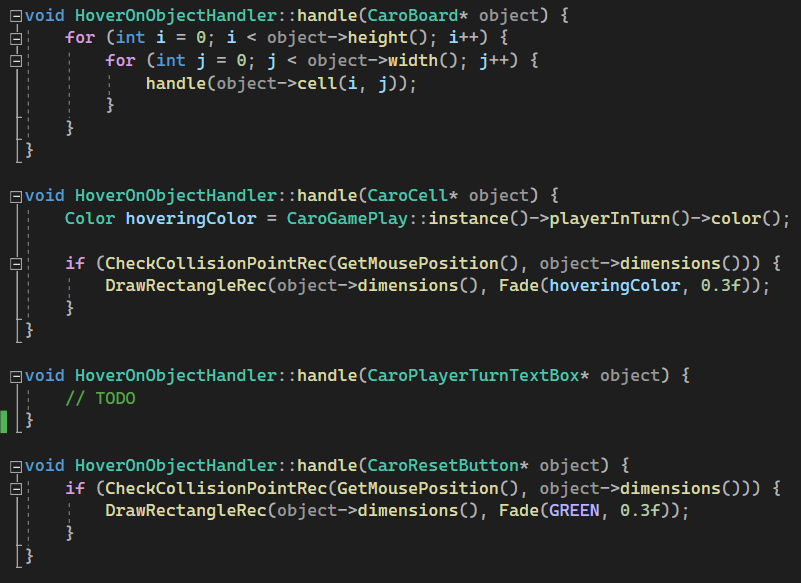 void HoverOnObjectHandler::handle(CaroBoard* object) {
    for (int i = 0; i < object->height(); i++) {
        for (int j = 0; j < object->width(); j++) {
            handle(object->cell(i, j));
        }
    }
}
void HoverOnObjectHandler::handle(CaroCell* object) {
    Color hoveringColor = CaroGamePlay::instance()->playerInTurn()->color();
    if (CheckCollisionPointRec(GetMousePosition(), object->dimensions())) {
        DrawRectangleRec(object->dimensions(), Fade(hoveringColor, 0.3f));
    }
}
void HoverOnObjectHandler::handle(CaroPlayerTurnTextBox* object) {
    // TODO
}
void HoverOnObjectHandler::handle(CaroResetButton* object) {
    if (CheckCollisionPointRec(GetMousePosition(), object->dimensions())) {
        DrawRectangleRec(object->dimensions(), Fade(GREEN, 0.3f));
    }
}